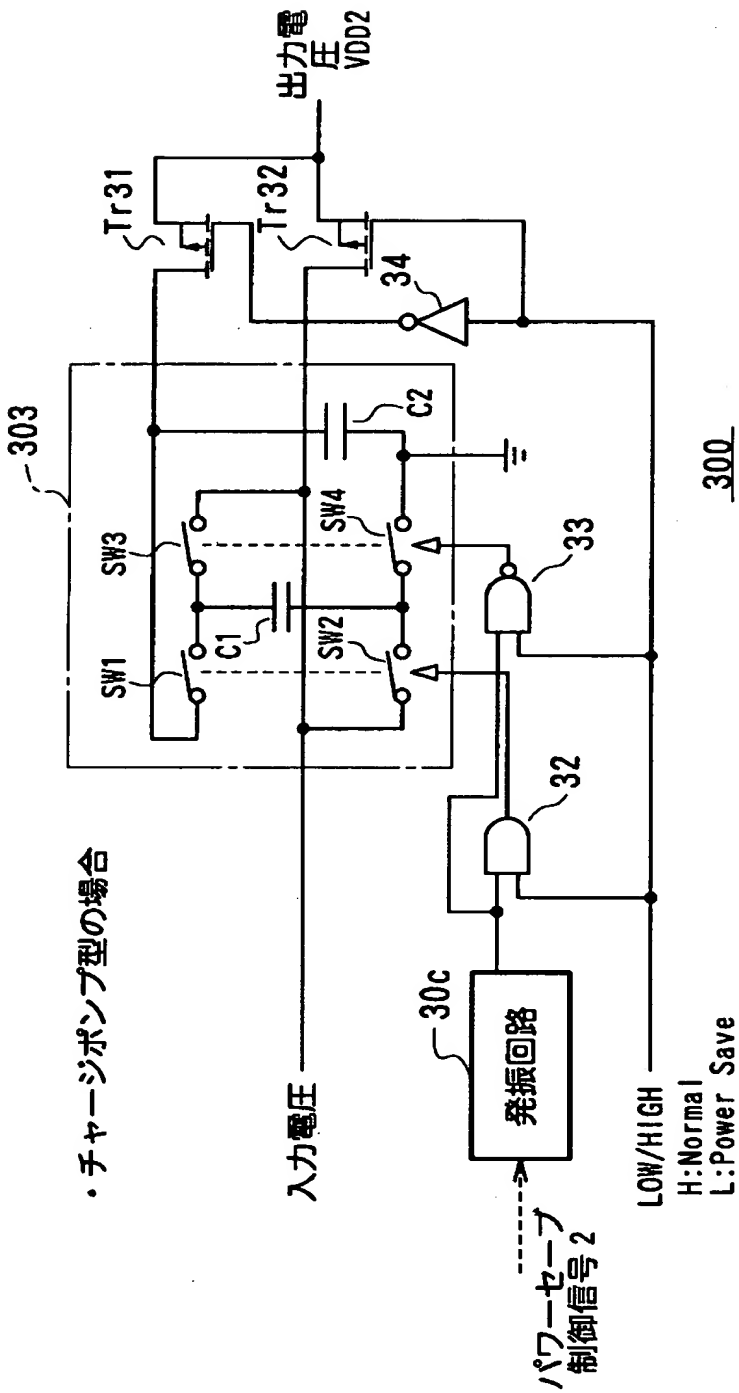 ・チャージポンプ型の場合
303
SW1
SW3
C1
SW2
SW4
C2
Tr31
Tr32
出力電
圧
VDD2
入力電圧
34
30c
発振回路
32
33
パワーセーブ
制御信号2
LOW/HIGH
H:Normal
L:Power Save
300